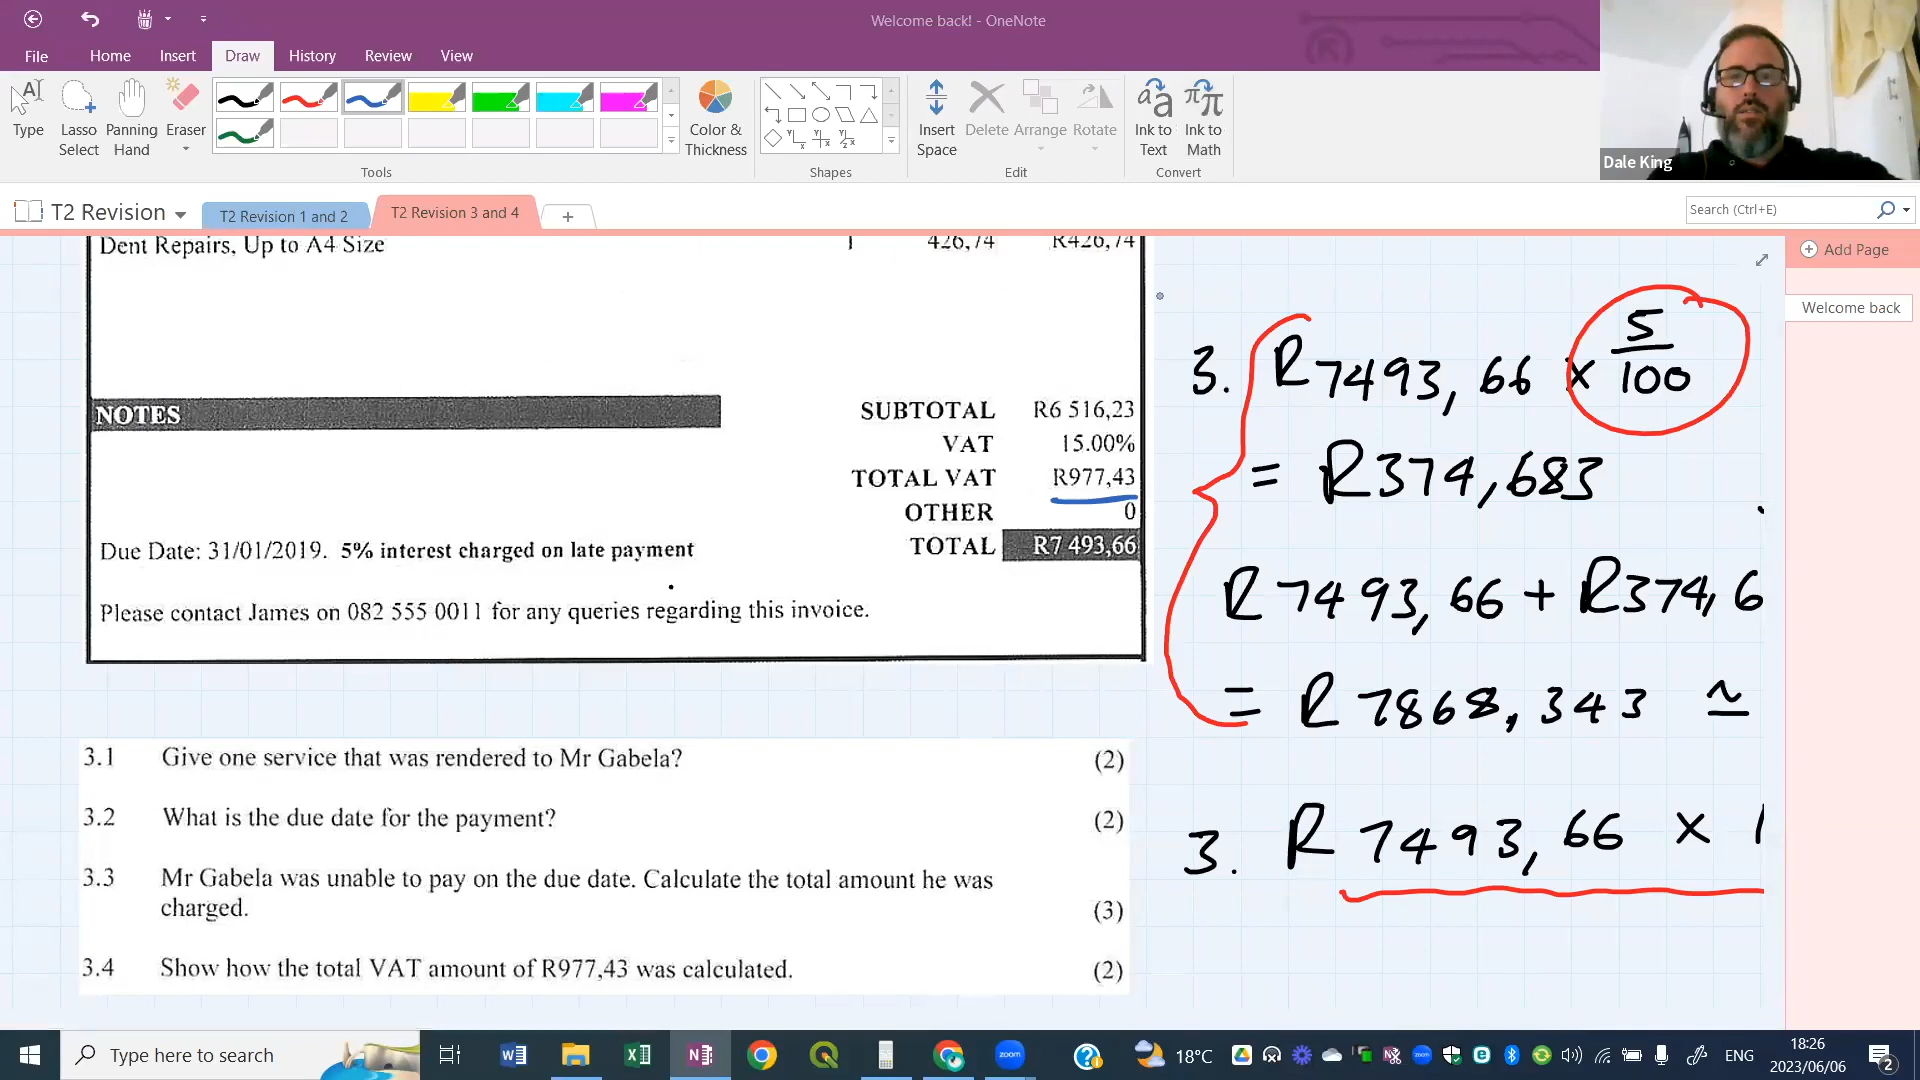 Welcome back! - OneNote
File Home Insert Draw History Review View
Type
Lasso Select
Panning Hand
Eraser
Color & Thickness
Insert Space
Delete
Arrange
Rotate
Ink to Text
Ink to Math
Tools
Shapes
Edit
Convert
Dale King
T2 Revision
T2 Revision 1 and 2
T2 Revision 3 and 4
Search (Ctrl+E)
Add Page
Welcome back
Dent Repairs, Up to A4 Size 1 426,74 R426,74
NOTES
SUBTOTAL R6 516,23
VAT 15.00%
TOTAL VAT R977,43
OTHER 0
TOTAL R7 493,66
Due Date: 31/01/2019. 5% interest charged on late payment
Please contact James on 082 555 0011 for any queries regarding this invoice.
3.1 Give one service that was rendered to Mr Gabela? (2)
3.2 What is the due date for the payment? (2)
3.3 Mr Gabela was unable to pay on the due date. Calculate the total amount he was
charged. (3)
3.4 Show how the total VAT amount of R977,43 was calculated. (2)
3. R7493,66 × 5/100
= R374,683
R7493,66 + R374,6
= R7868,343 ≃
3. R7493,66 × 1
Type here to search
zoom
18°C
ENG
18:26
2023/06/06
2